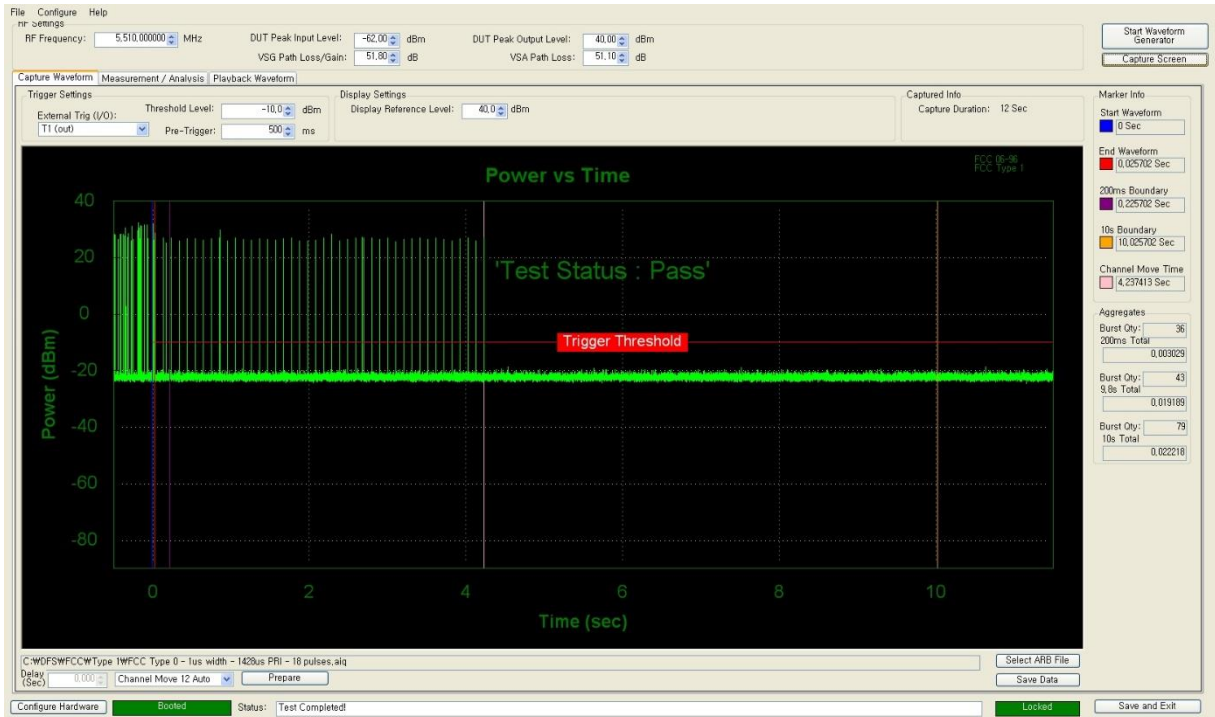 File Configure Help
RF Settings
RF Frequency: 5,510,000000 MHz DUT Peak Input Level: -62,00 dBm DUT Peak Output Level: 40,00 dBm
VSG Path Loss/Gain: 51,80 dB VSA Path Loss: 51,10 dB
Start Waveform Generator
Capture Screen
Capture Waveform Measurement / Analysis Playback Waveform
Trigger Settings
External Trig (I/O):
T1 (out)
Threshold Level: -10,0 dBm
Pre-Trigger: 500 ms
Display Settings
Display Reference Level: 40,0 dBm
Captured Info
Capture Duration: 12 Sec
Power vs Time
FCC 06-96
FCC Type 1
'Test Status : Pass'
Trigger Threshold
Power (dBm)
40
20
0
-20
-40
-60
-80
0 2 4 6 8 10
Time (sec)
Marker Info
Start Waveform
0 Sec
End Waveform
0,025702 Sec
200ms Boundary
0,225702 Sec
10s Boundary
10,025702 Sec
Channel Move Time
4,237413 Sec
Aggregates
Burst Qty: 36
200ms Total
0,003029
Burst Qty: 43
9,8s Total
0,019189
Burst Qty: 79
10s Total
0,022218
C:₩DFS₩FCC₩Type 1₩FCC Type 0 - 1us width - 1428us PRI - 18 pulses,aiq
Select ARB File
Delay (Sec) 0,000 Channel Move 12 Auto Prepare
Save Data
Configure Hardware Booted Status: Test Completed! Locked Save and Exit